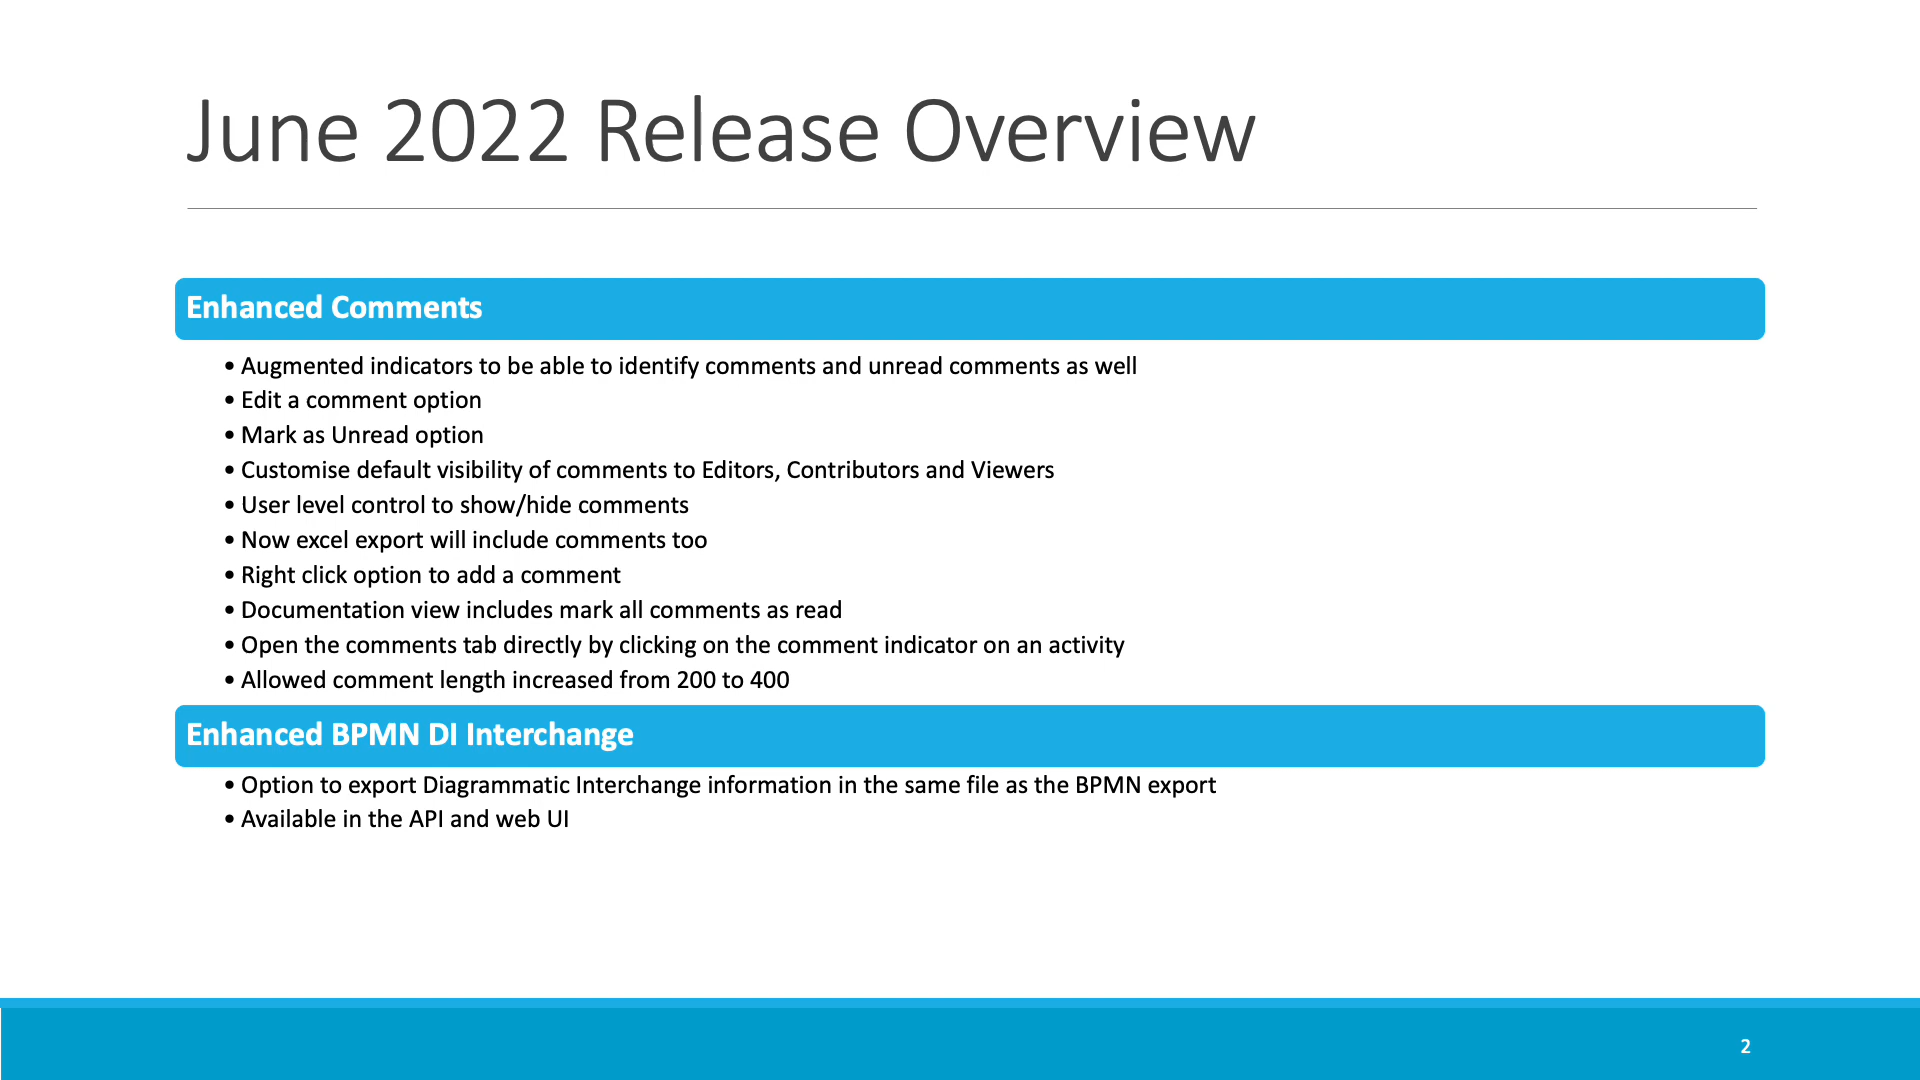 June 2022 Release Overview
Enhanced Comments
• Augmented indicators to be able to identify comments and unread comments as well
• Edit a comment option
• Mark as Unread option
• Customise default visibility of comments to Editors, Contributors and Viewers
• User level control to show/hide comments
• Now excel export will include comments too
• Right click option to add a comment
• Documentation view includes mark all comments as read
• Open the comments tab directly by clicking on the comment indicator on an activity
• Allowed comment length increased from 200 to 400
Enhanced BPMN DI Interchange
• Option to export Diagrammatic Interchange information in the same file as the BPMN export
• Available in the API and web UI
2